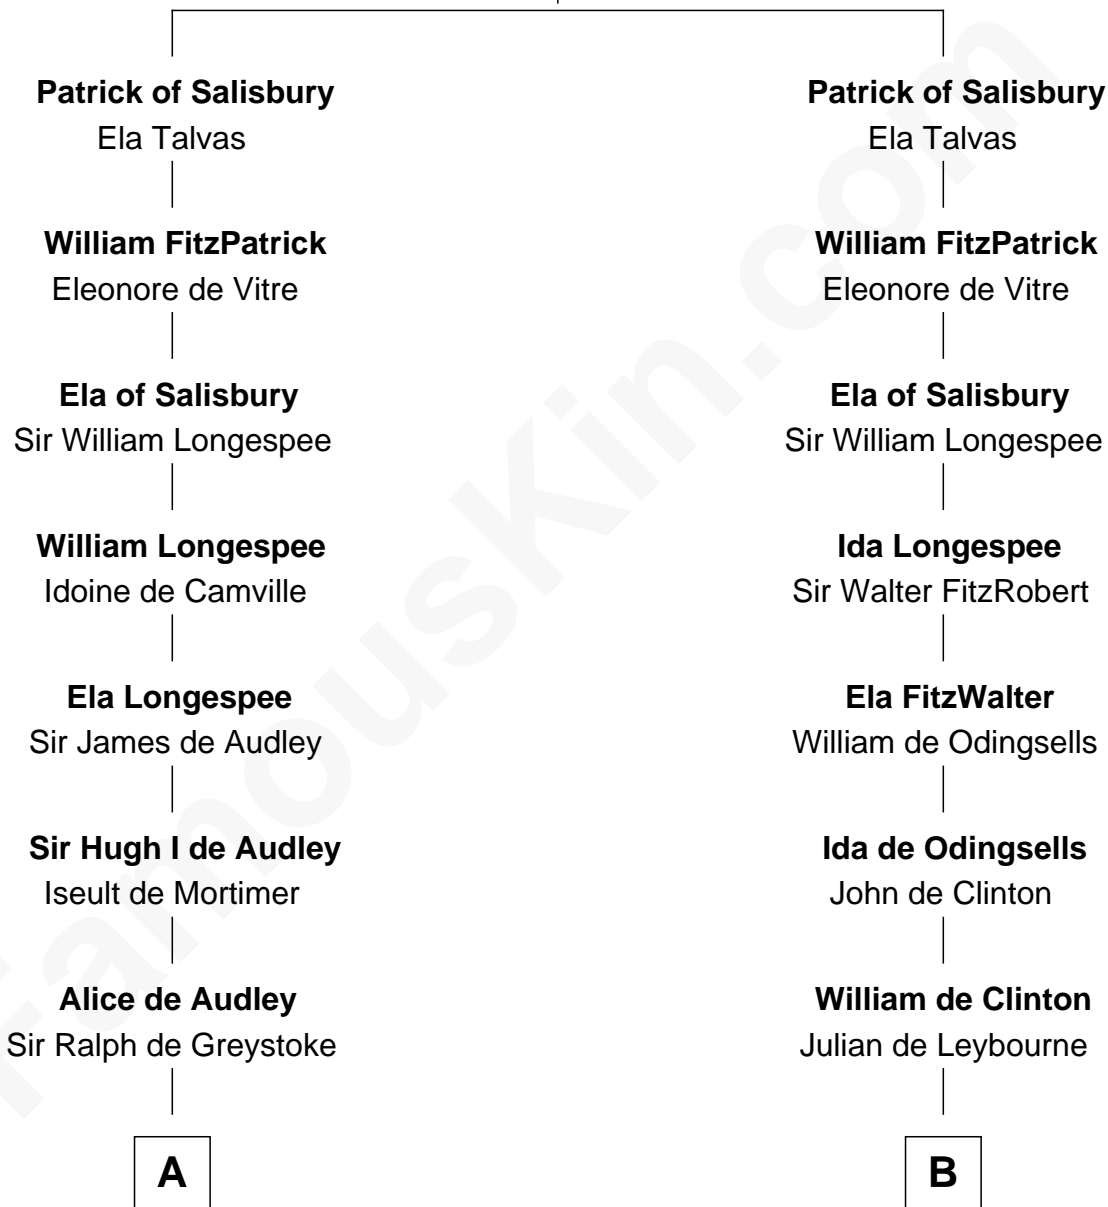 Patrick of Salisbury
Ela Talvas
William FitzPatrick
Eleonore de Vitre
Ela of Salisbury
Sir William Longespee
William Longespee
Idoine de Camville
Ela Longespee
Sir James de Audley
Sir Hugh I de Audley
Iseult de Mortimer
Alice de Audley
Sir Ralph de Greystoke
A
Patrick of Salisbury
Ela Talvas
William FitzPatrick
Eleonore de Vitre
Ela of Salisbury
Sir William Longespee
Ida Longespee
Sir Walter FitzRobert
Ela FitzWalter
William de Odingsells
Ida de Odingsells
John de Clinton
William de Clinton
Julian de Leybourne
B
FamousKin.com